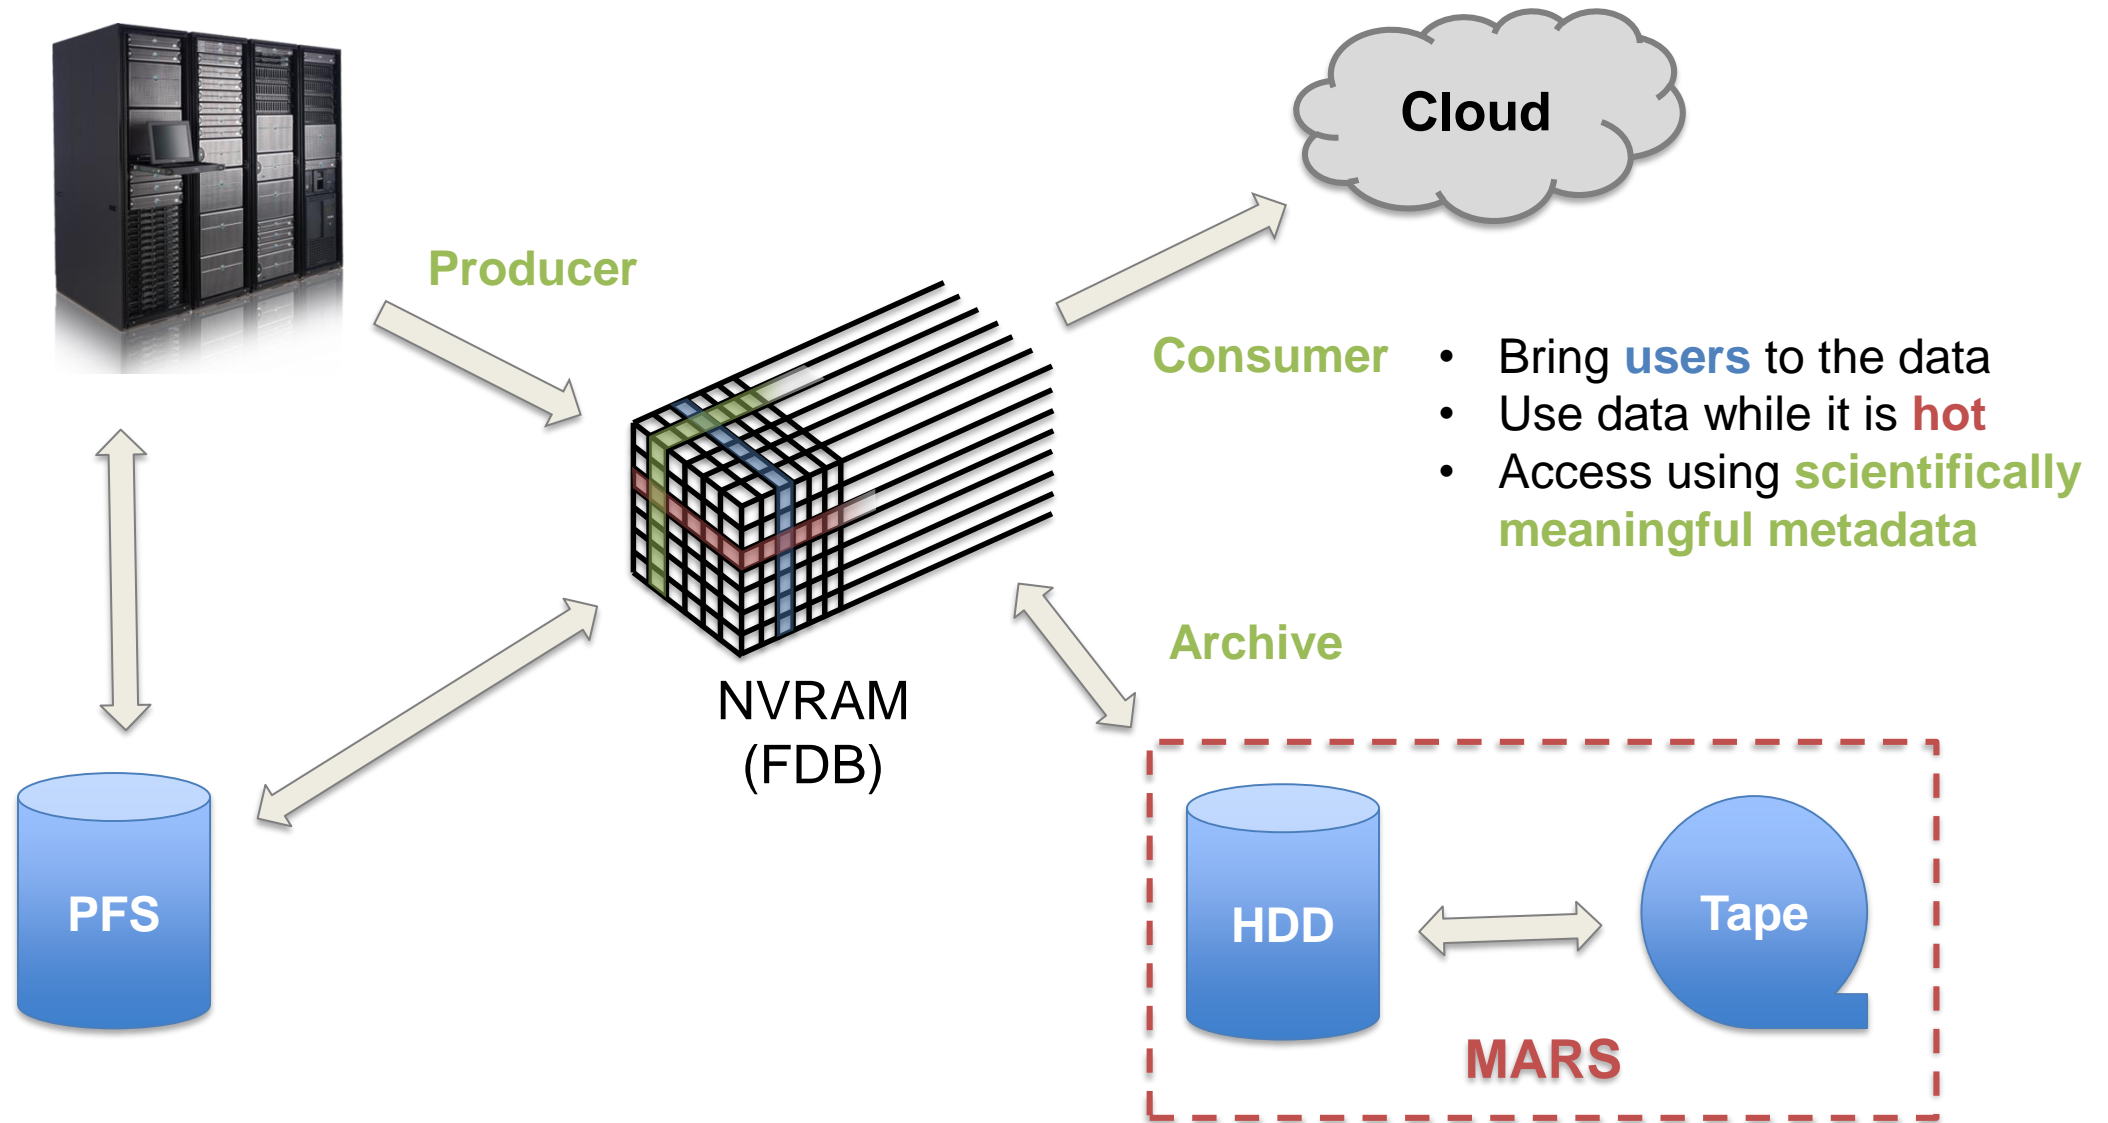 Cloud
Producer
Consumer
• Bring users to the data
• Use data while it is hot
• Access using scientifically
meaningful metadata
Archive
NVRAM
(FDB)
PFS
HDD
Tape
MARS